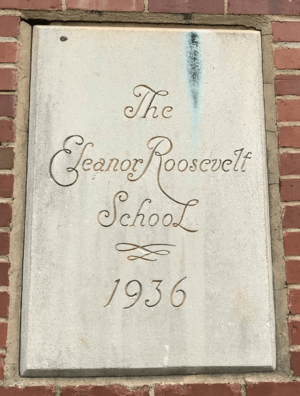 The
Eleanor Roosevelt
School
1936